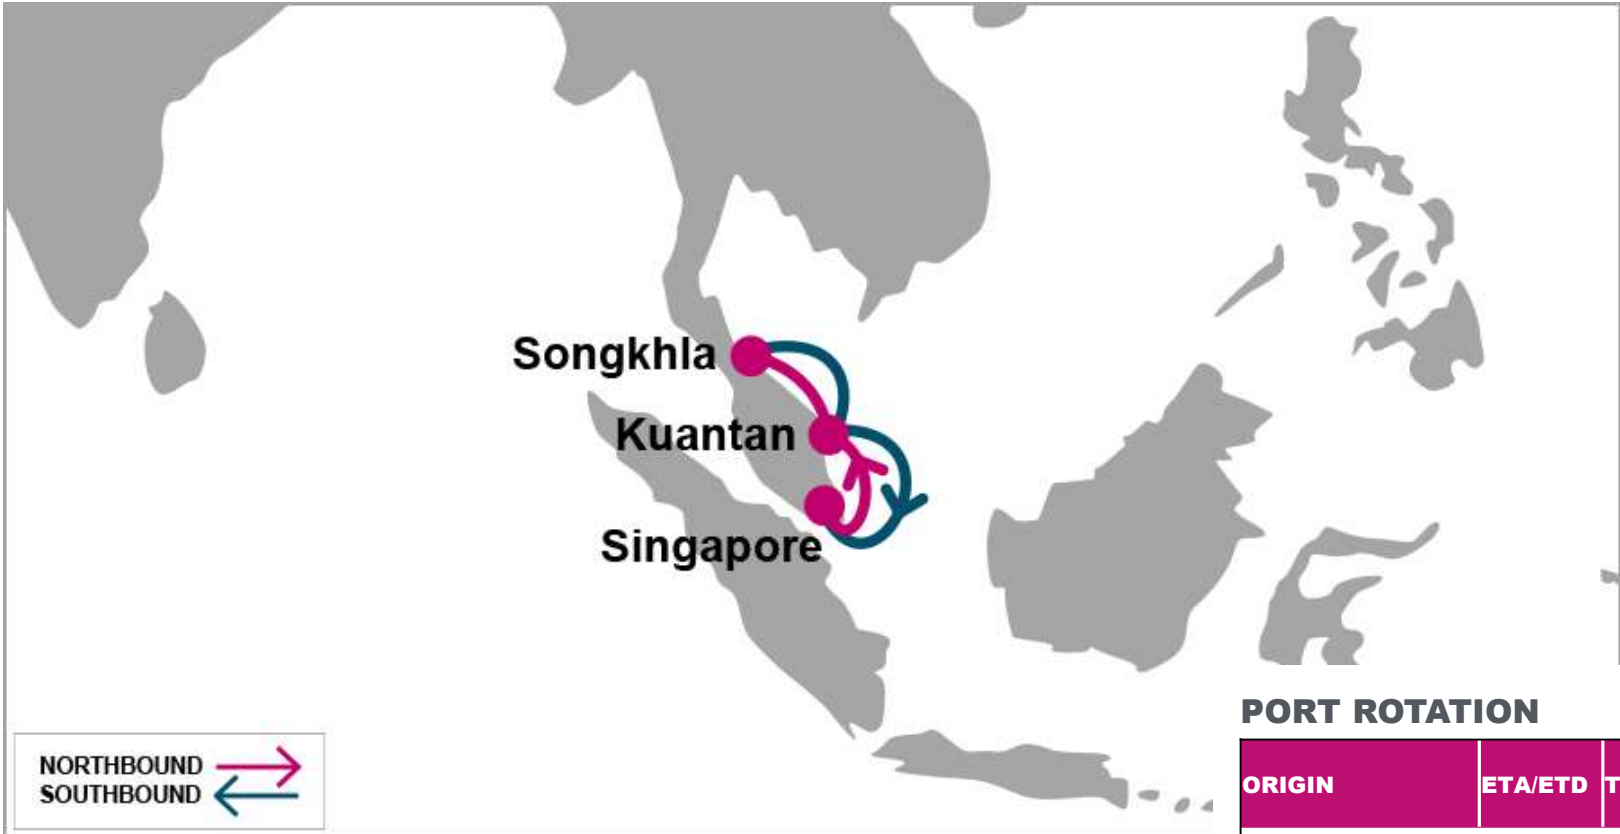 Songkhla
Kuantan
Singapore
NORTHBOUND
SOUTHBOUND
PORT ROTATION
ORIGIN ETA/ETD T